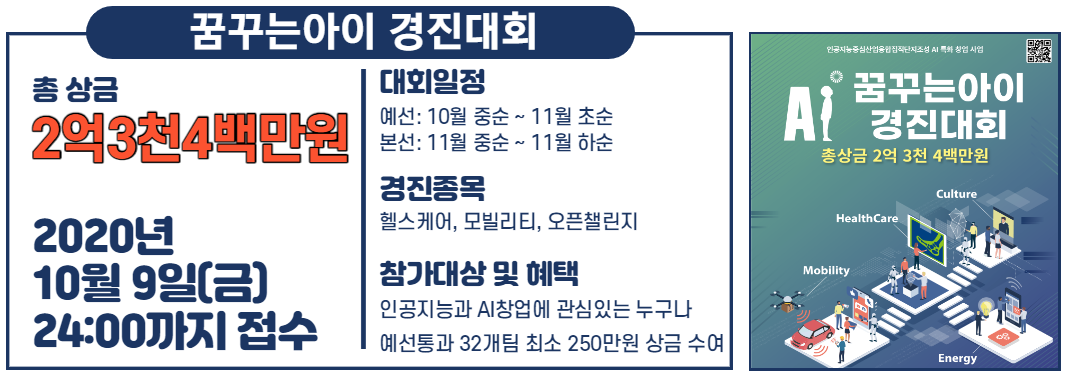 꿈꾸는아이 경진대회
총 상금
2억3천4백만원
2020년
10월 9일(금)
24:00까지 접수
대회일정
예선: 10월 중순 ~ 11월 초순
본선: 11월 중순 ~ 11월 하순
경진종목
헬스케어, 모빌리티, 오픈챌린지
참가대상 및 혜택
인공지능과 AI창업에 관심있는 누구나
예선통과 32개팀 최소 250만원 상금 수여
인공지능중심산업융합집적단지조성 AI 특화 창업 사업
Ai 꿈꾸는아이
경진대회
총상금 2억 3천 4백만원
Culture
HealthCare
Mobility
Energy